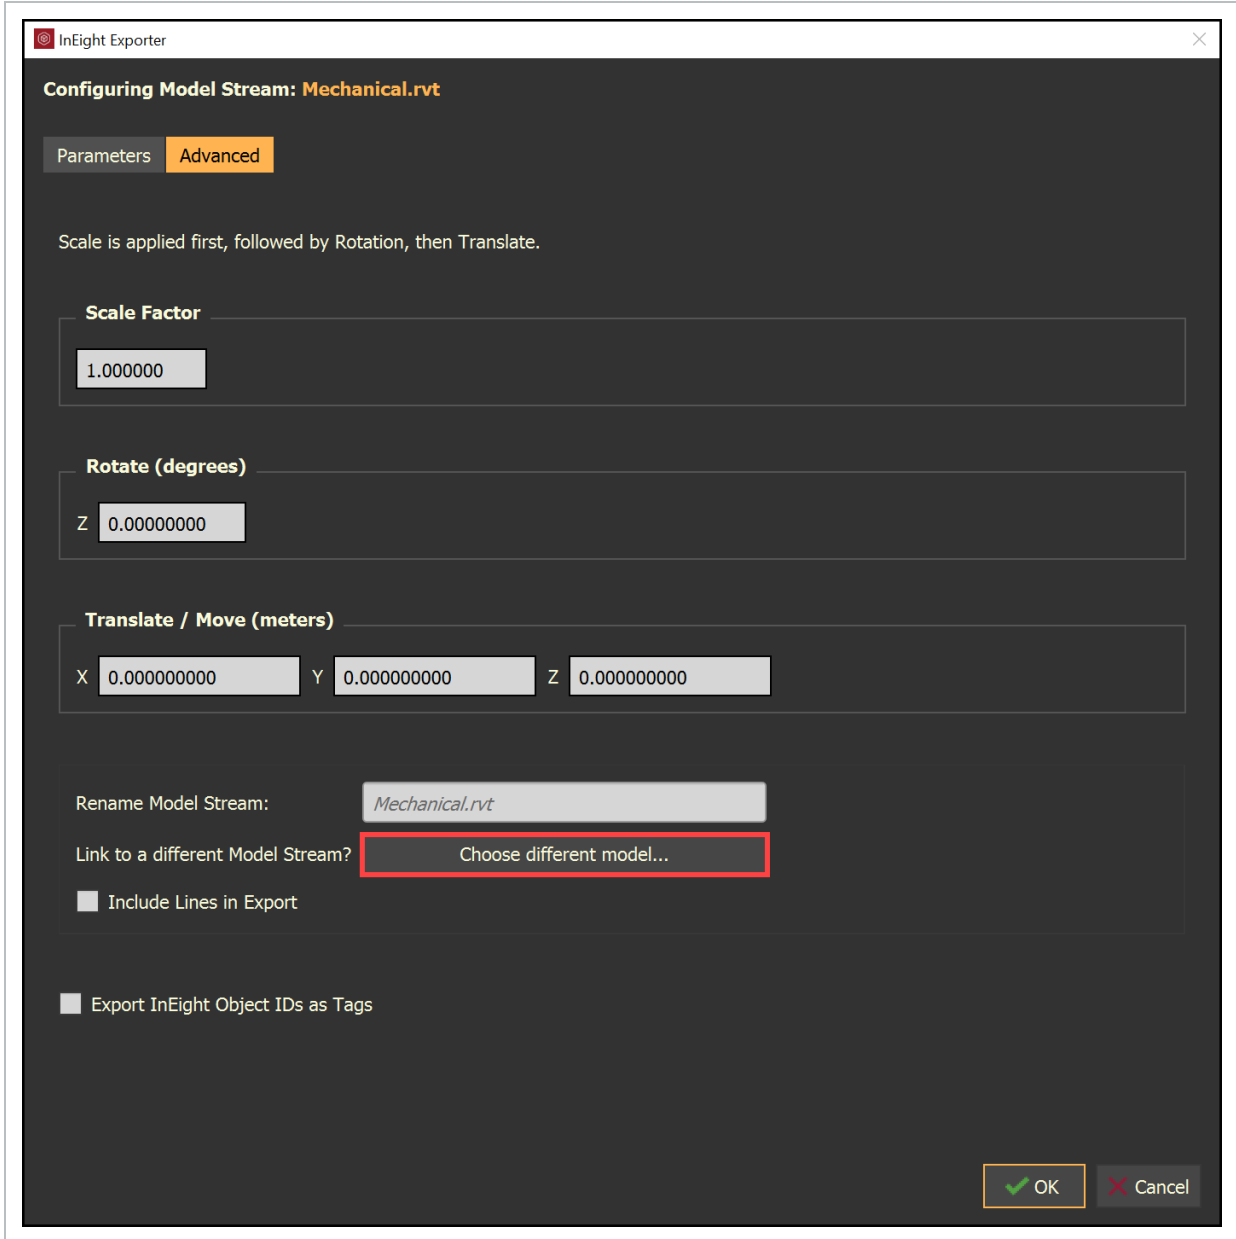 InEight Exporter
Configuring Model Stream: Mechanical.rvt
Parameters Advanced
Scale is applied first, followed by Rotation, then Translate.
Scale Factor
1.000000
Rotate (degrees)
Z 0.00000000
Translate / Move (meters)
X 0.000000000 Y 0.000000000 Z 0.000000000
Rename Model Stream: Mechanical.rvt
Link to a different Model Stream? Choose different model...
Include Lines in Export
Export InEight Object IDs as Tags
OK Cancel